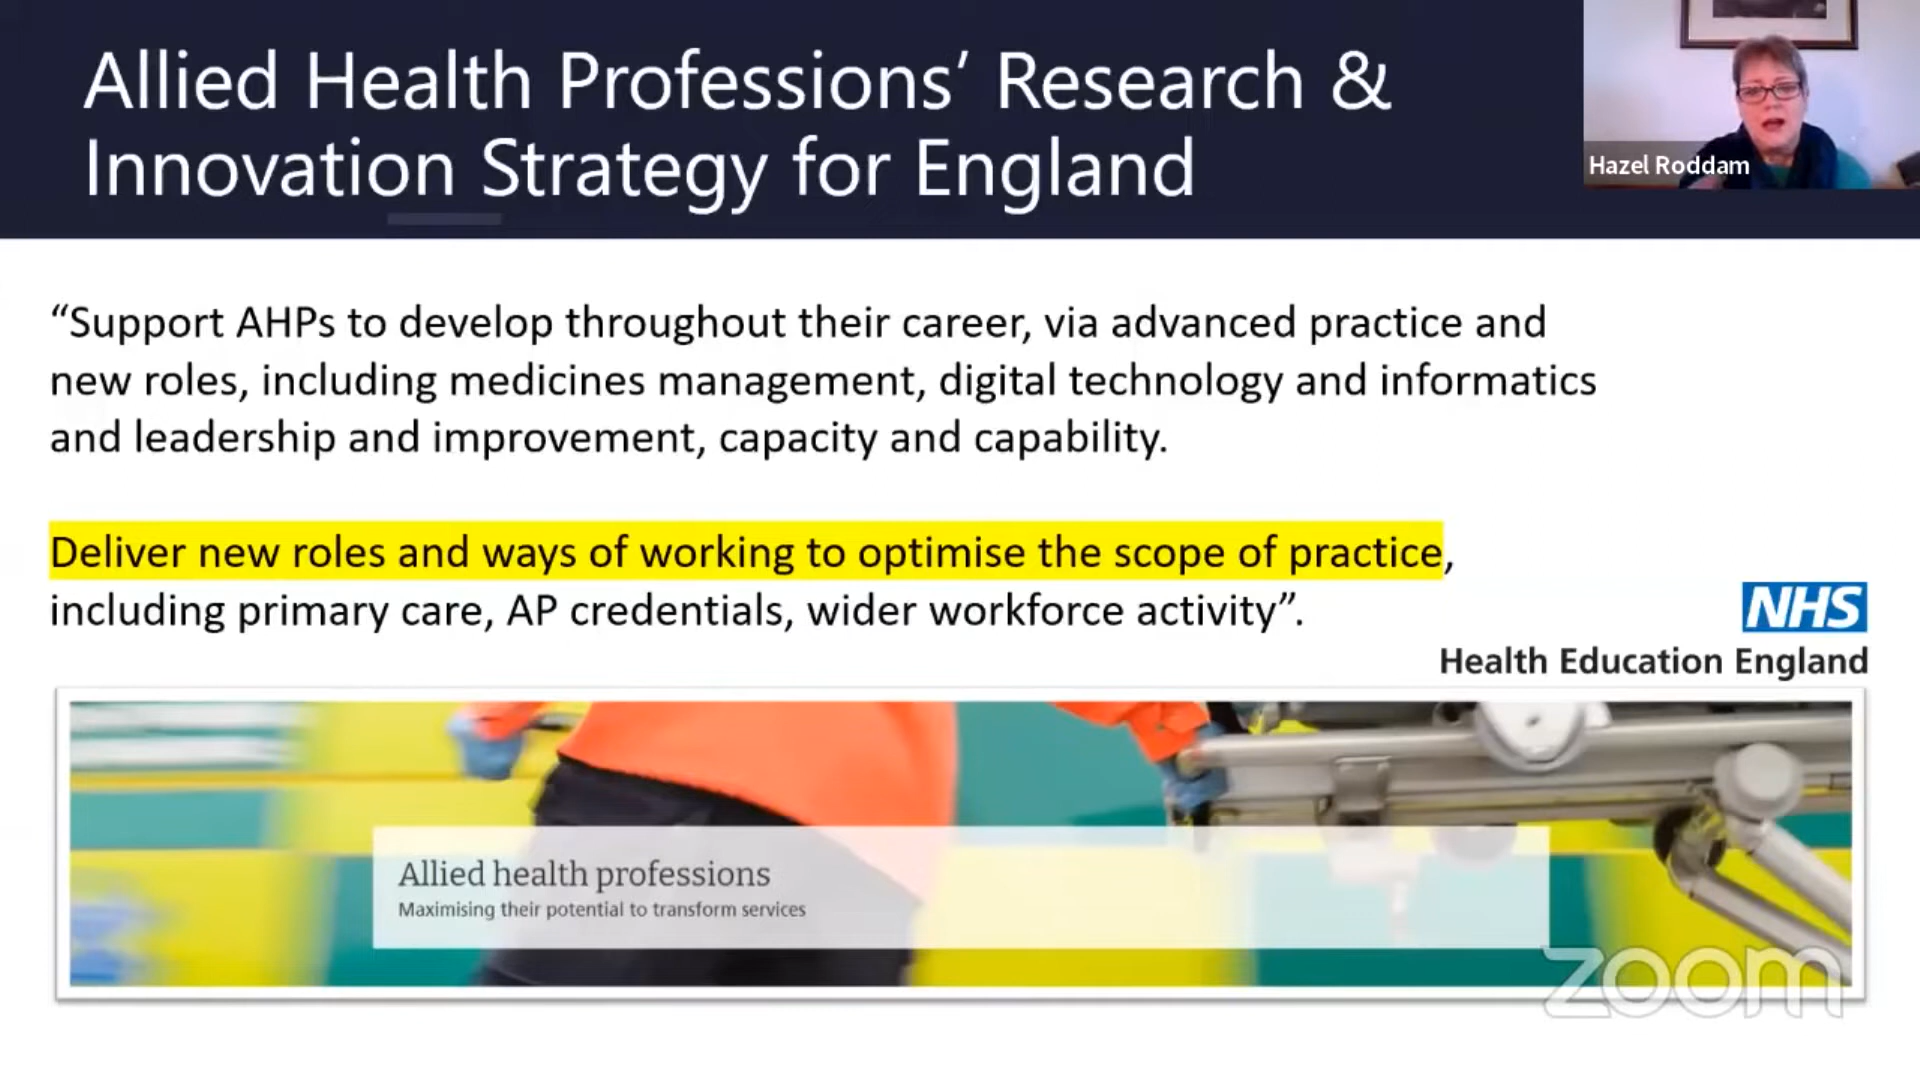 Allied Health Professions’ Research &
Innovation Strategy for England
Hazel Roddam
“Support AHPs to develop throughout their career, via advanced practice and
new roles, including medicines management, digital technology and informatics
and leadership and improvement, capacity and capability.
Deliver new roles and ways of working to optimise the scope of practice,
including primary care, AP credentials, wider workforce activity”.
NHS
Health Education England
Allied health professions
Maximising their potential to transform services
zoom